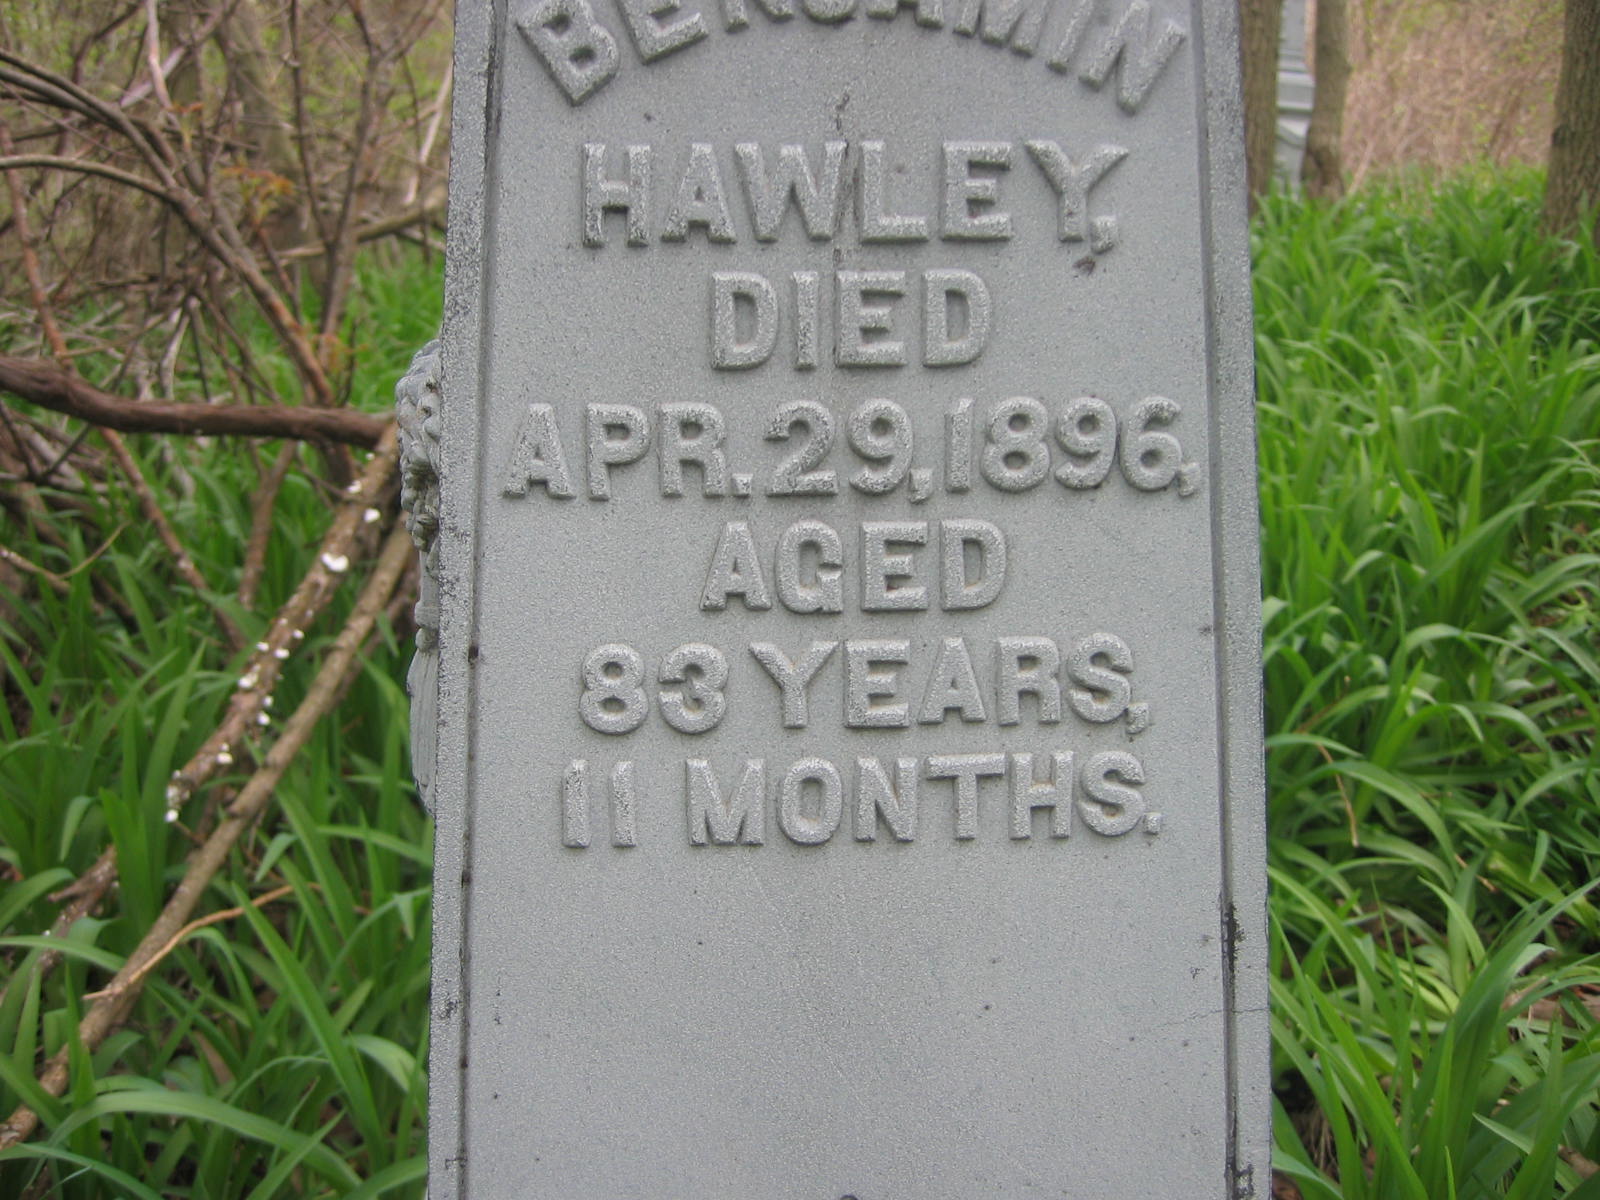 BENJAMIN
HAWLEY,
DIED
APR. 29, 1896,
AGED
83 YEARS,
11 MONTHS.